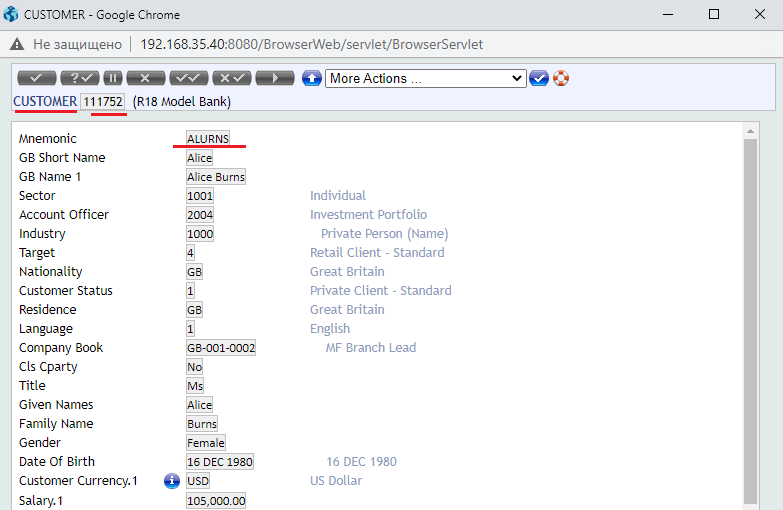 CUSTOMER - Google Chrome
Не защищено 192.168.35.40:8080/BrowserWeb/servlet/BrowserServlet
More Actions ...
CUSTOMER 111752 (R18 Model Bank)
Mnemonic ALURNS
GB Short Name Alice
GB Name 1 Alice Burns
Sector 1001 Individual
Account Officer 2004 Investment Portfolio
Industry 1000 Private Person (Name)
Target 4 Retail Client - Standard
Nationality GB Great Britain
Customer Status 1 Private Client - Standard
Residence GB Great Britain
Language 1 English
Company Book GB-001-0002 MF Branch Lead
Cls Cparty No
Title Ms
Given Names Alice
Family Name Burns
Gender Female
Date Of Birth 16 DEC 1980 16 DEC 1980
Customer Currency.1 USD US Dollar
Salary.1 105,000.00